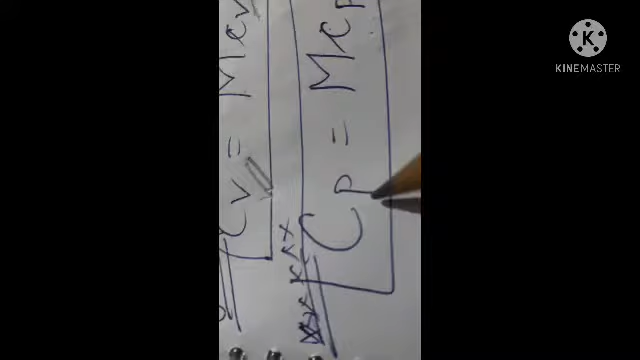 Cv = Mcv
Cp = Mcp
KINEMASTER